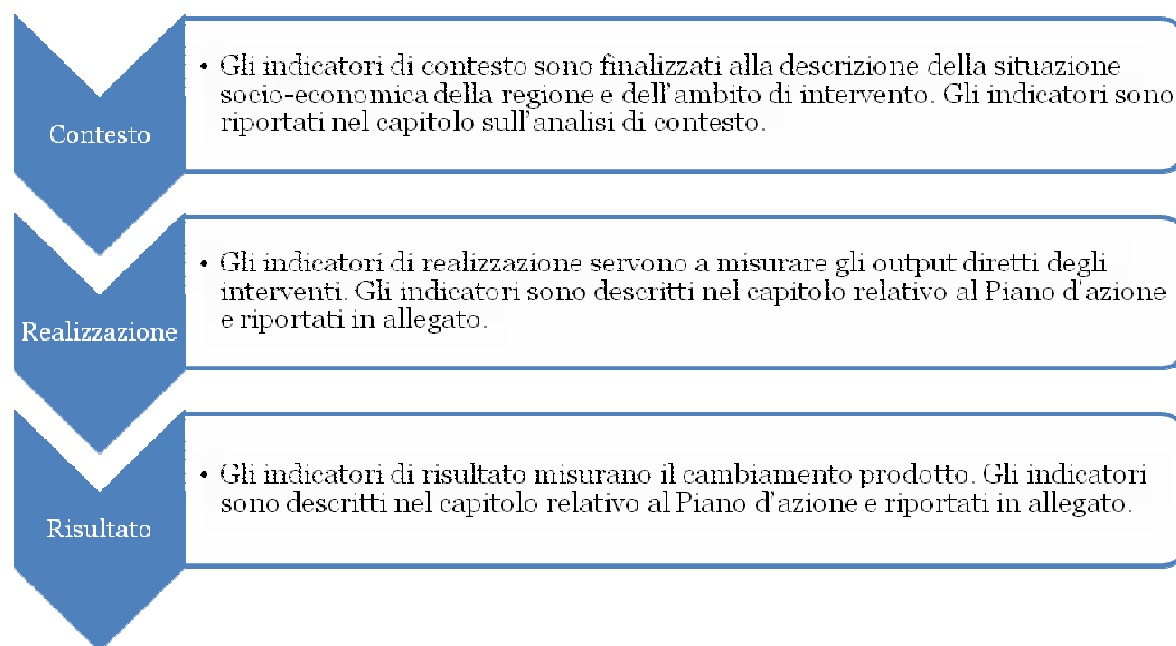 Contesto
• Gli indicatori di contesto sono finalizzati alla descrizione della situazione
socio-economica della regione e dell'ambito di intervento. Gli indicatori sono
riportati nel capitolo sull'analisi di contesto.
Realizzazione
• Gli indicatori di realizzazione servono a misurare gli output diretti degli
interventi. Gli indicatori sono descritti nel capitolo relativo al Piano d'azione
e riportati in allegato.
Risultato
• Gli indicatori di risultato misurano il cambiamento prodotto. Gli indicatori
sono descritti nel capitolo relativo al Piano d'azione e riportati in allegato.